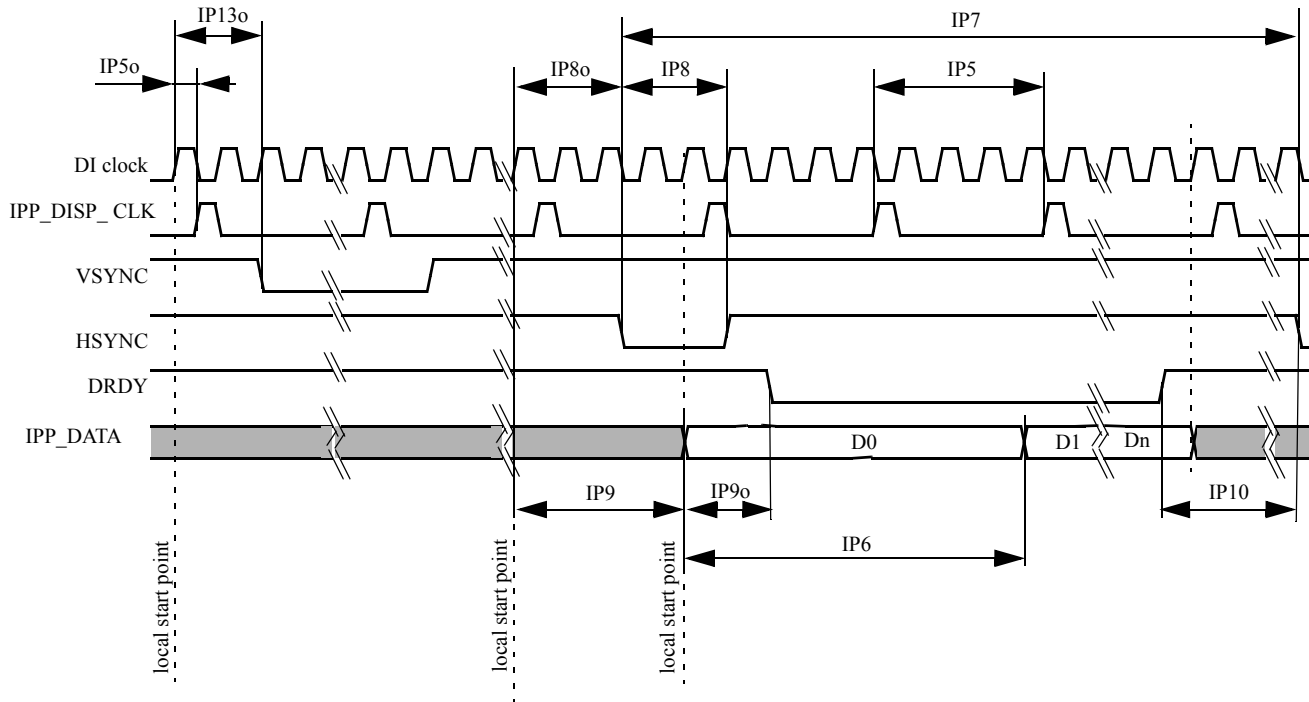 IP13o
IP7
IP5o
IP8o
IP8
IP5
DI clock
IPP_DISP_ CLK
VSYNC
HSYNC
DRDY
IPP_DATA
D0
D1
Dn
IP9
IP9o
IP10
IP6
local start point
local start point
local start point